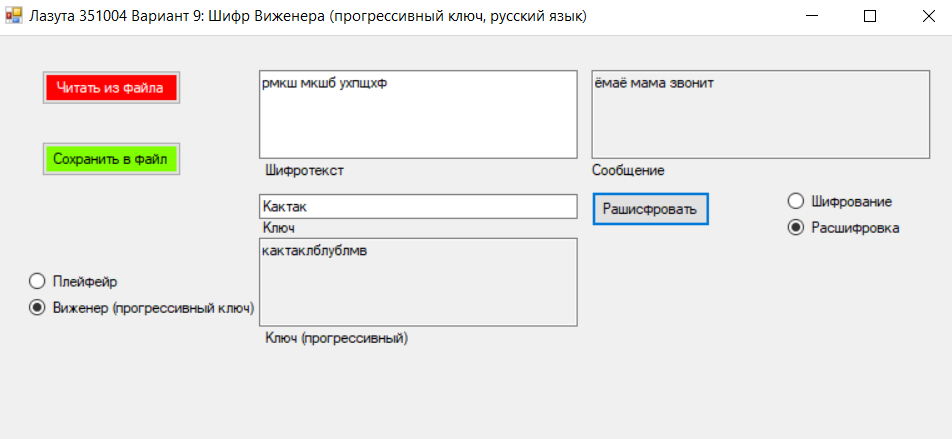 Лазута 351004 Вариант 9: Шифр Виженера (прогрессивный ключ, русский язык)
Читать из файла
рмкш мкшб ухпщхф
ёмаё мама звонит
Сохранить в файл
Шифротекст
Сообщение
Кактак
Рашисфровать
Шифрование
Ключ
Расшифровка
кактаклблублмв
Плейфейр
Виженер (прогрессивный ключ)
Ключ (прогрессивный)